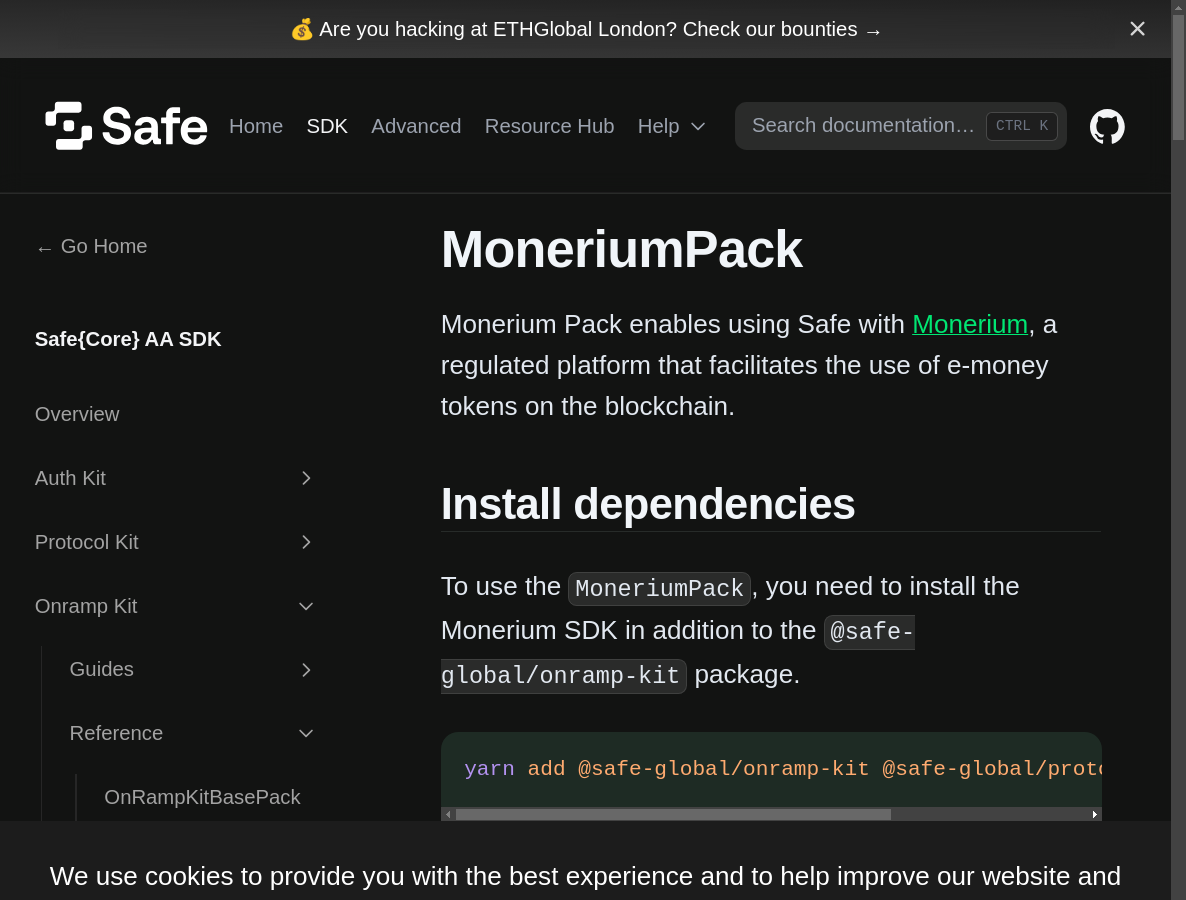 💰 Are you hacking at ETHGlobal London? Check our bounties →
Safe
Home SDK Advanced Resource Hub Help
Search documentation… CTRL K
← Go Home
Safe{Core} AA SDK
Overview
Auth Kit
Protocol Kit
Onramp Kit
Guides
Reference
OnRampKitBasePack
MoneriumPack
Monerium Pack enables using Safe with Monerium, a
regulated platform that facilitates the use of e-money
tokens on the blockchain.
Install dependencies
To use the MoneriumPack, you need to install the
Monerium SDK in addition to the @safe-
global/onramp-kit package.
yarn add @safe-global/onramp-kit @safe-global/proto
We use cookies to provide you with the best experience and to help improve our website and